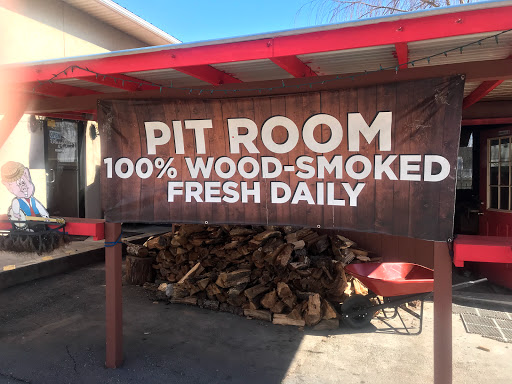 PIT ROOM
100% WOOD-SMOKED
FRESH DAILY